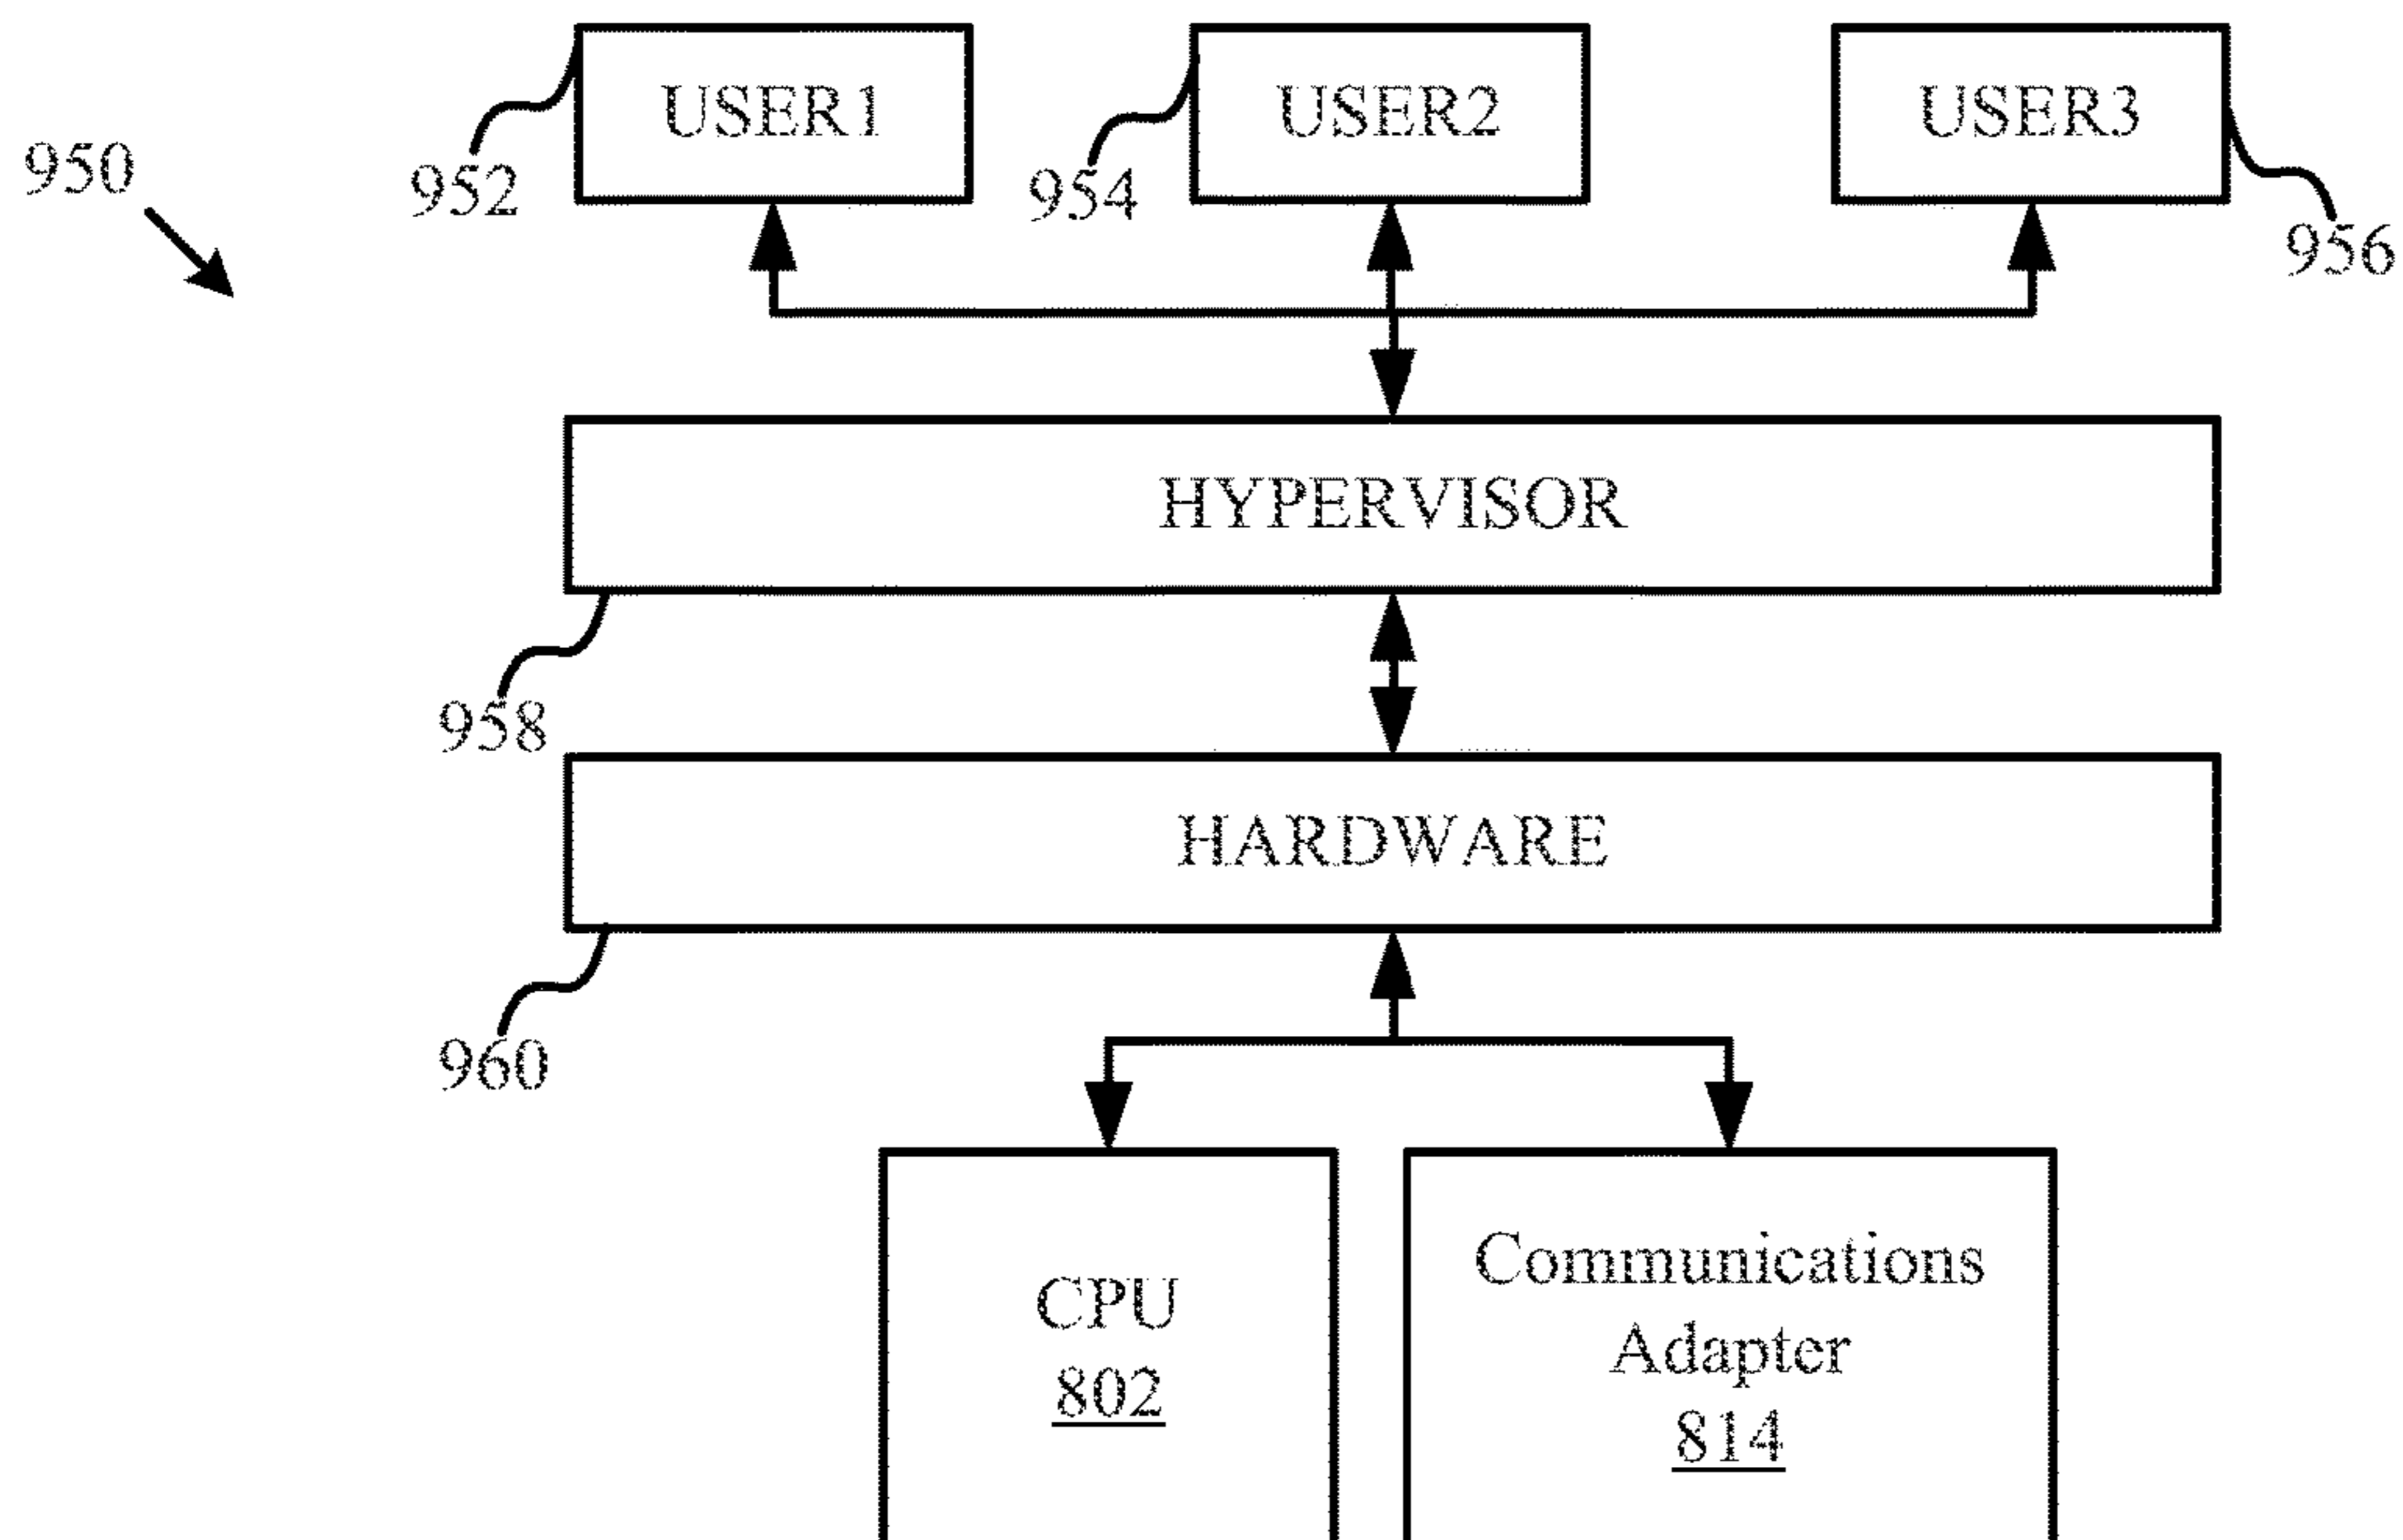 USER1
USER2
USER3
950
952
954
956
HYPERVISOR
958
HARDWARE
960
CPU
802
Communications
Adapter
814